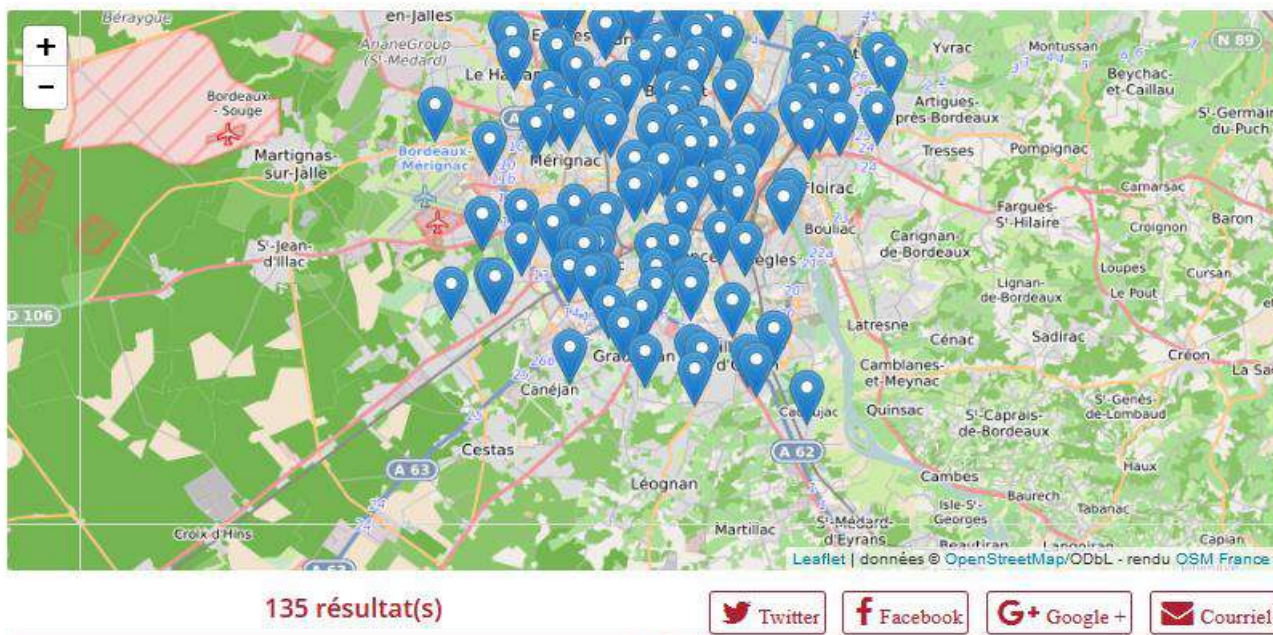 Béraygue
en-Jalles
ArianeGroup
(Sᵗ-Medard)
+
−
Yvrac
Montussan
N 89
Bordeaux
- Souge
Beychac-
et-Caillau
Artigues-
près-Bordeaux
Sᵗ-Germain
du-Puch
Martignas-
sur-Jalle
Bordeaux-
Mérignac
Mérignac
Tresses
Pompignac
Floirac
Camarsac
Fargues-
Sᵗ-Hilaire
Baron
Croignon
Sᵗ-Jean-
d'Illac
Bouliac
Carignan-
de-Bordeaux
Loupes
Cursan
Lignan-
de-Bordeaux
Le Pout
D 106
Latresne
Cénac
Sadirac
Créon
Camblanes-
et-Meynac
Canéjan
Quinsac
Sᵗ-Caprais-
de-Bordeaux
Sᵗ-Genès-
de-Lombaud
Cestas
A 63
A 62
Léognan
Cambes
Haux
Baurech
Tabanac
Croix d'Hins
Martillac
Sᵗ-Médard-
d'Eyrans
Isle-Sᵗ-
Georges
Capian
Leaflet | données © OpenStreetMap/ODbL - rendu OSM France
135 résultat(s)
Twitter
Facebook
G+ Google +
Courriel